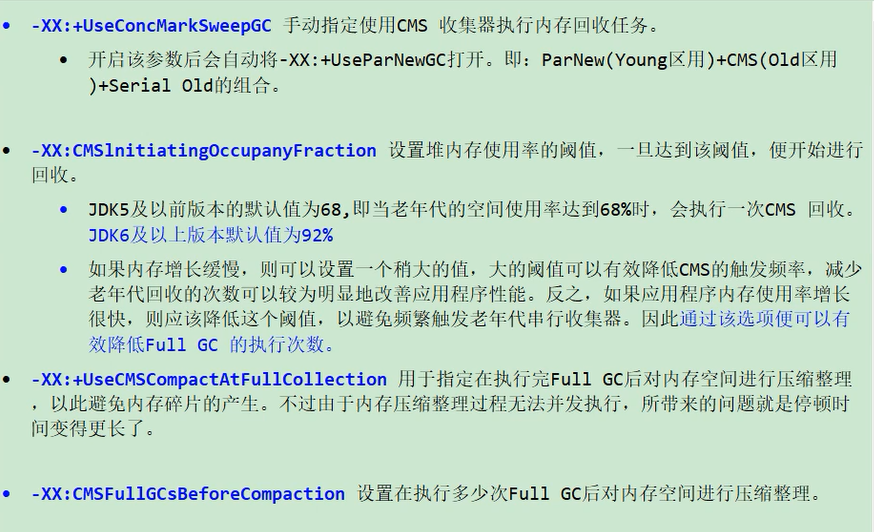 -XX:+UseConcMarkSweepGC 手动指定使用CMS 收集器执行内存回收任务。
开启该参数后会自动将-XX:+UseParNewGC打开。即: ParNew(Young区用)+CMS(Old区用
)+Serial Old的组合。
-XX:CMSlnitiatingOccupanyFraction 设置堆内存使用率的阈值，一旦达到该阈值，便开始进行
回收。
JDK5及以前版本的默认值为68,即当老年代的空间使用率达到68%时，会执行一次CMS 回收。
JDK6及以上版本默认值为92%
如果内存增长缓慢，则可以设置一个稍大的值，大的阈值可以有效降低CMS的触发频率，减少
老年代回收的次数可以较为明显地改善应用程序性能。反之，如果应用程序内存使用率增长
很快，则应该降低这个阈值，以避免频繁触发老年代串行收集器。因此通过该选项便可以有
效降低Full GC 的执行次数。
-XX:+UseCMSCompactAtFullCollection 用于指定在执行完Full GC后对内存空间进行压缩整理
，以此避免内存碎片的产生。不过由于内存压缩整理过程无法并发执行，所带来的问题就是停顿时
间变得更长了。
-XX:CMSFullGCsBeforeCompaction 设置在执行多少次Full GC后对内存空间进行压缩整理。